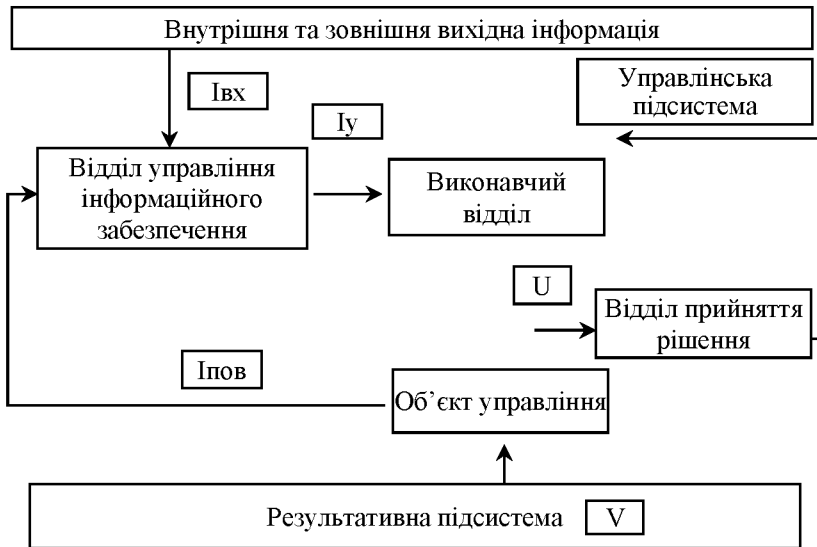 Внутрішня та зовнішня вихідна інформація
Івх
Управлінська
підсистема
Іу
Відділ управління
інформаційного
забезпечення
Виконавчий
відділ
U
Відділ прийняття
рішення
Іпов
Об’єкт управління
Результативна підсистема V